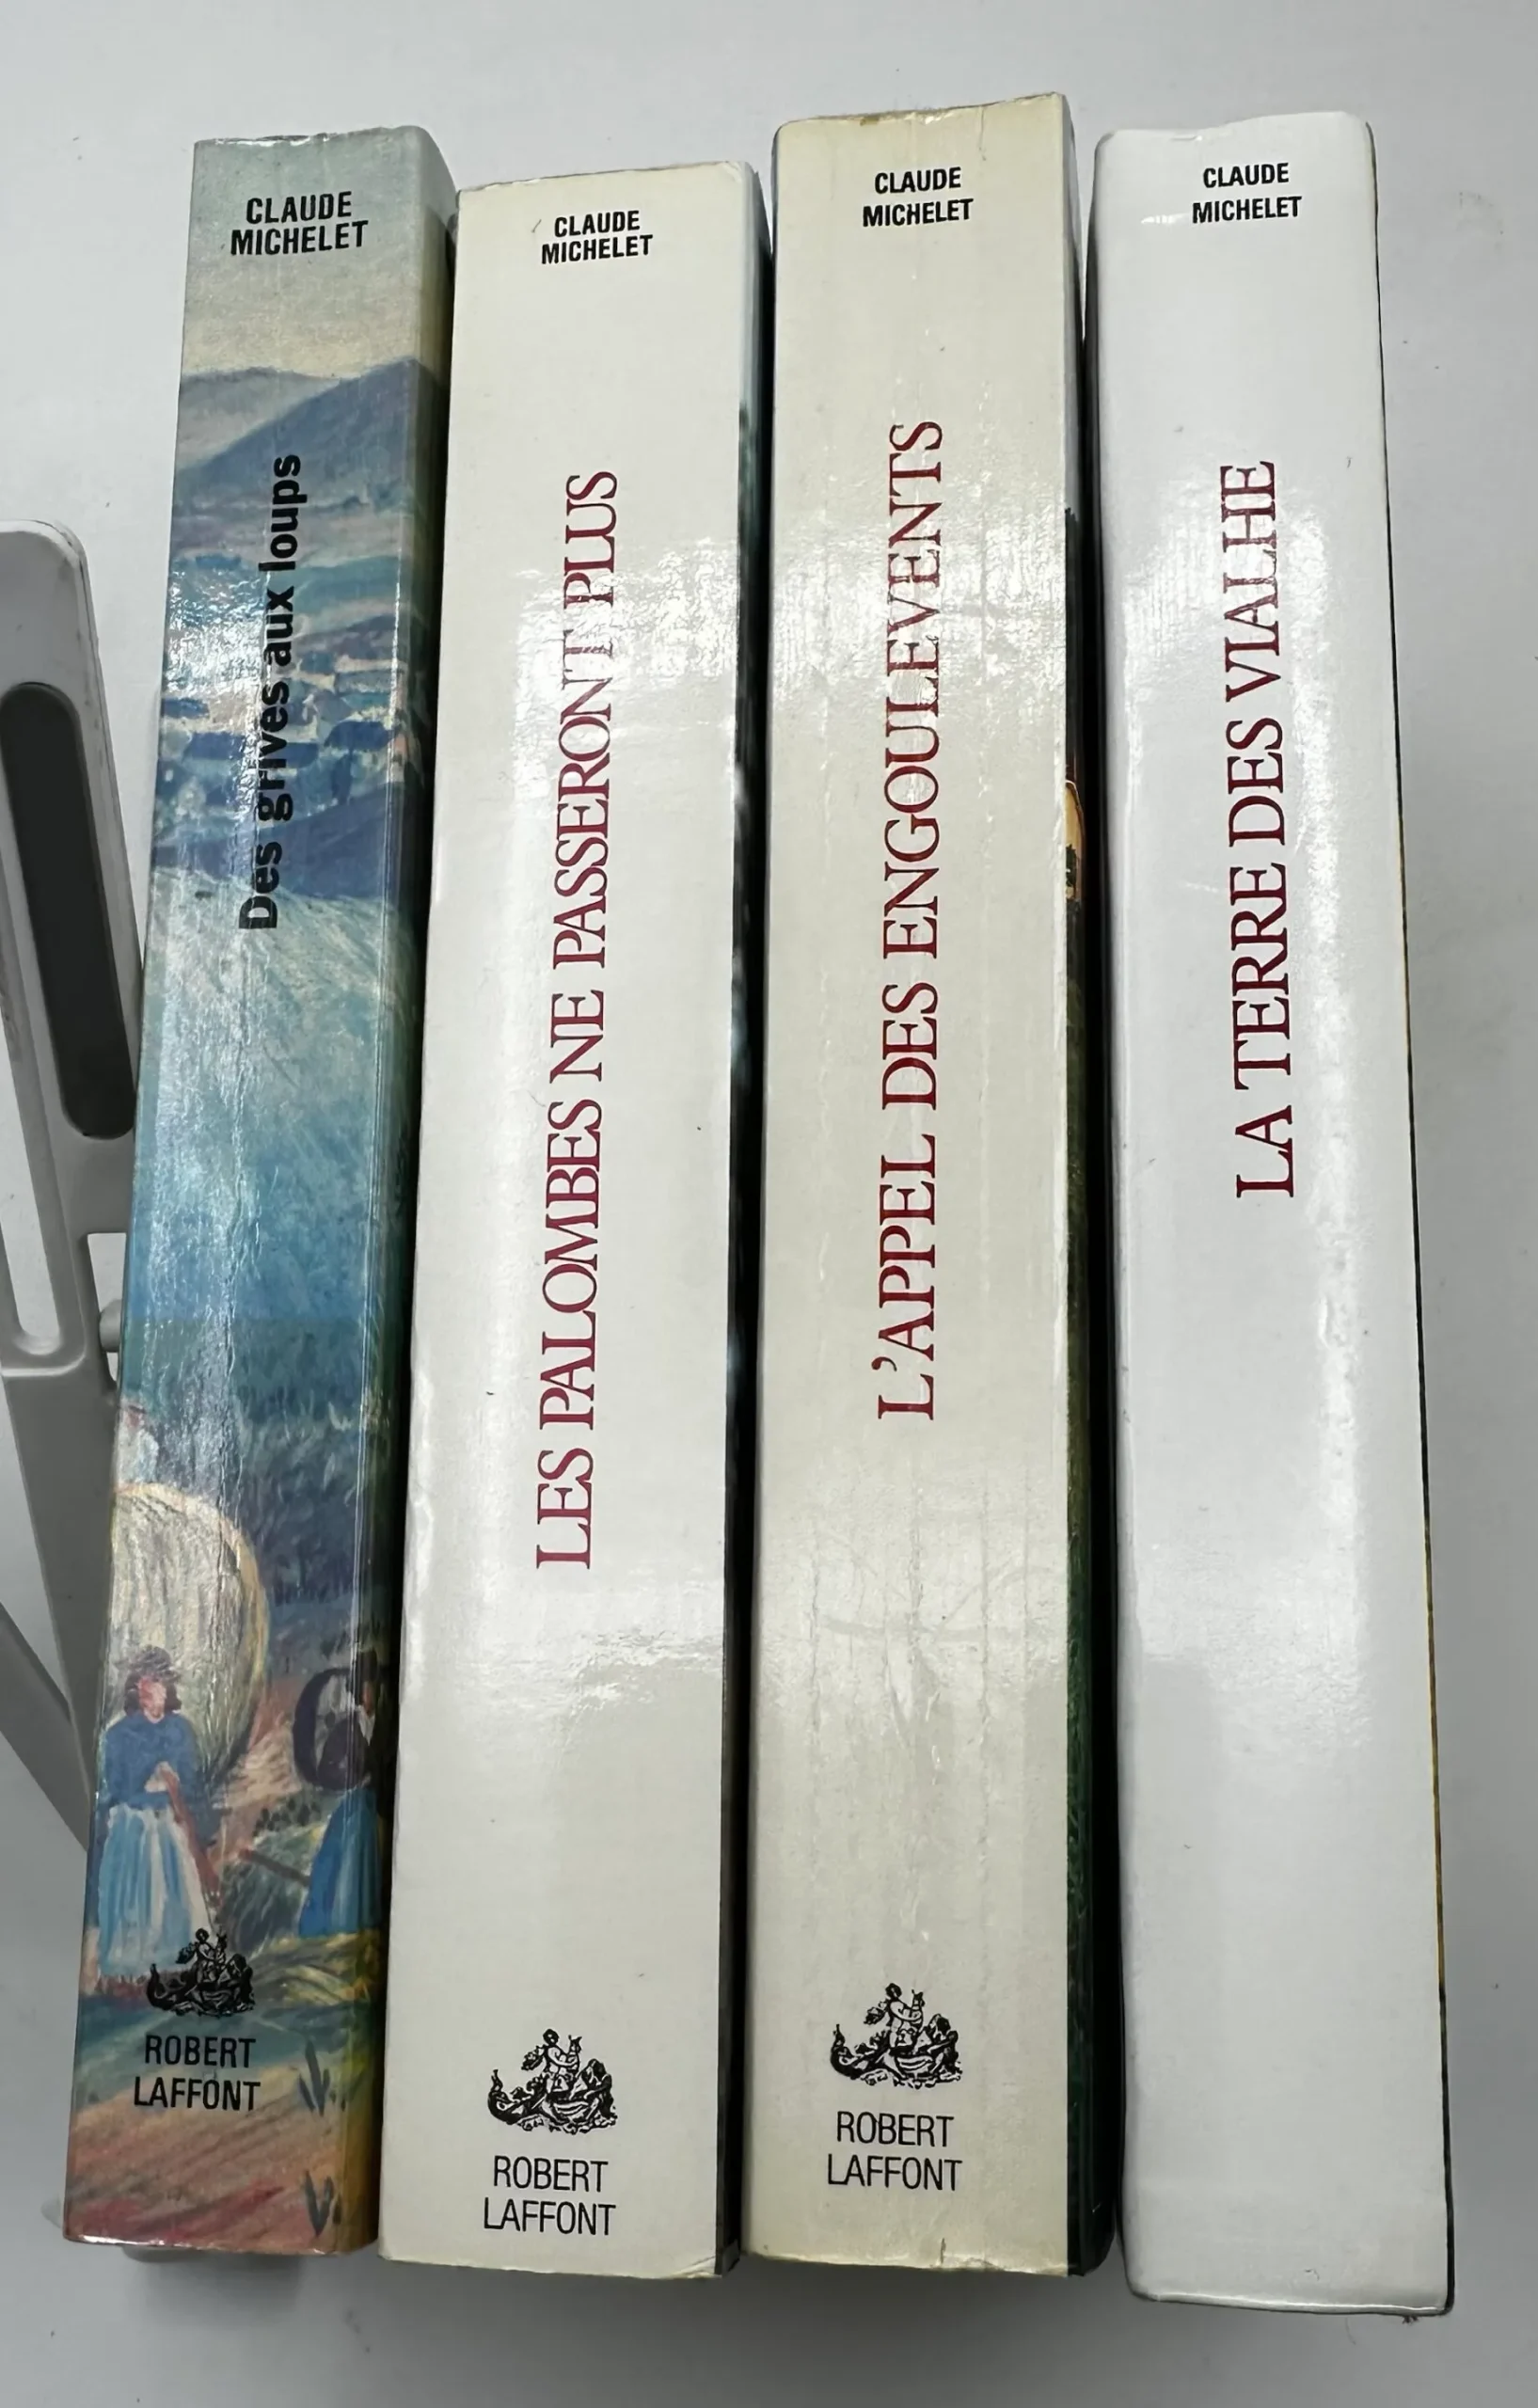 CLAUDE
MICHELET
Des grives aux loups
ROBERT
LAFFONT
CLAUDE
MICHELET
LES PALOMBES NE PASSERONT PLUS
ROBERT
LAFFONT
CLAUDE
MICHELET
L'APPEL DES ENGOULEVENTS
ROBERT
LAFFONT
CLAUDE
MICHELET
LA TERRE DES VIALHE